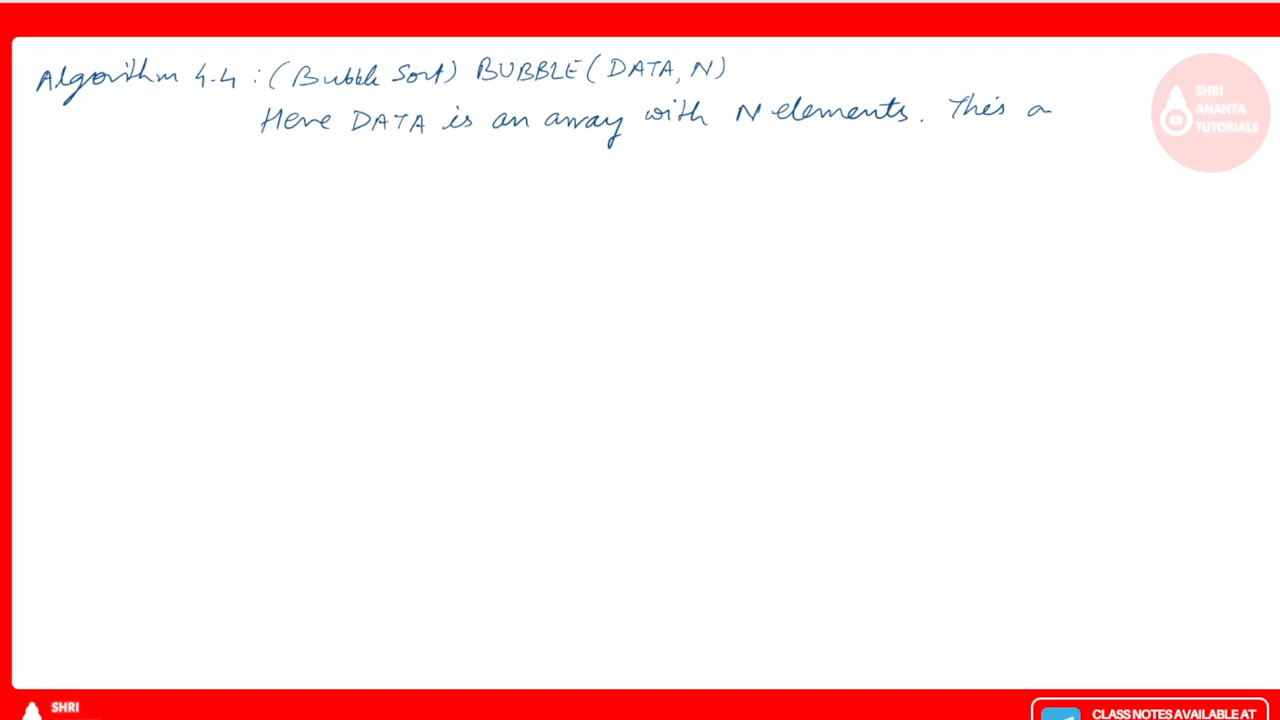 Algorithm 4.4 : (Bubble Sort) BUBBLE (DATA, N)
Here DATA is an array with N elements. This a
SHRI
ANANTA
TUTORIALS
SHRI
CLASS NOTES AVAILABLE AT